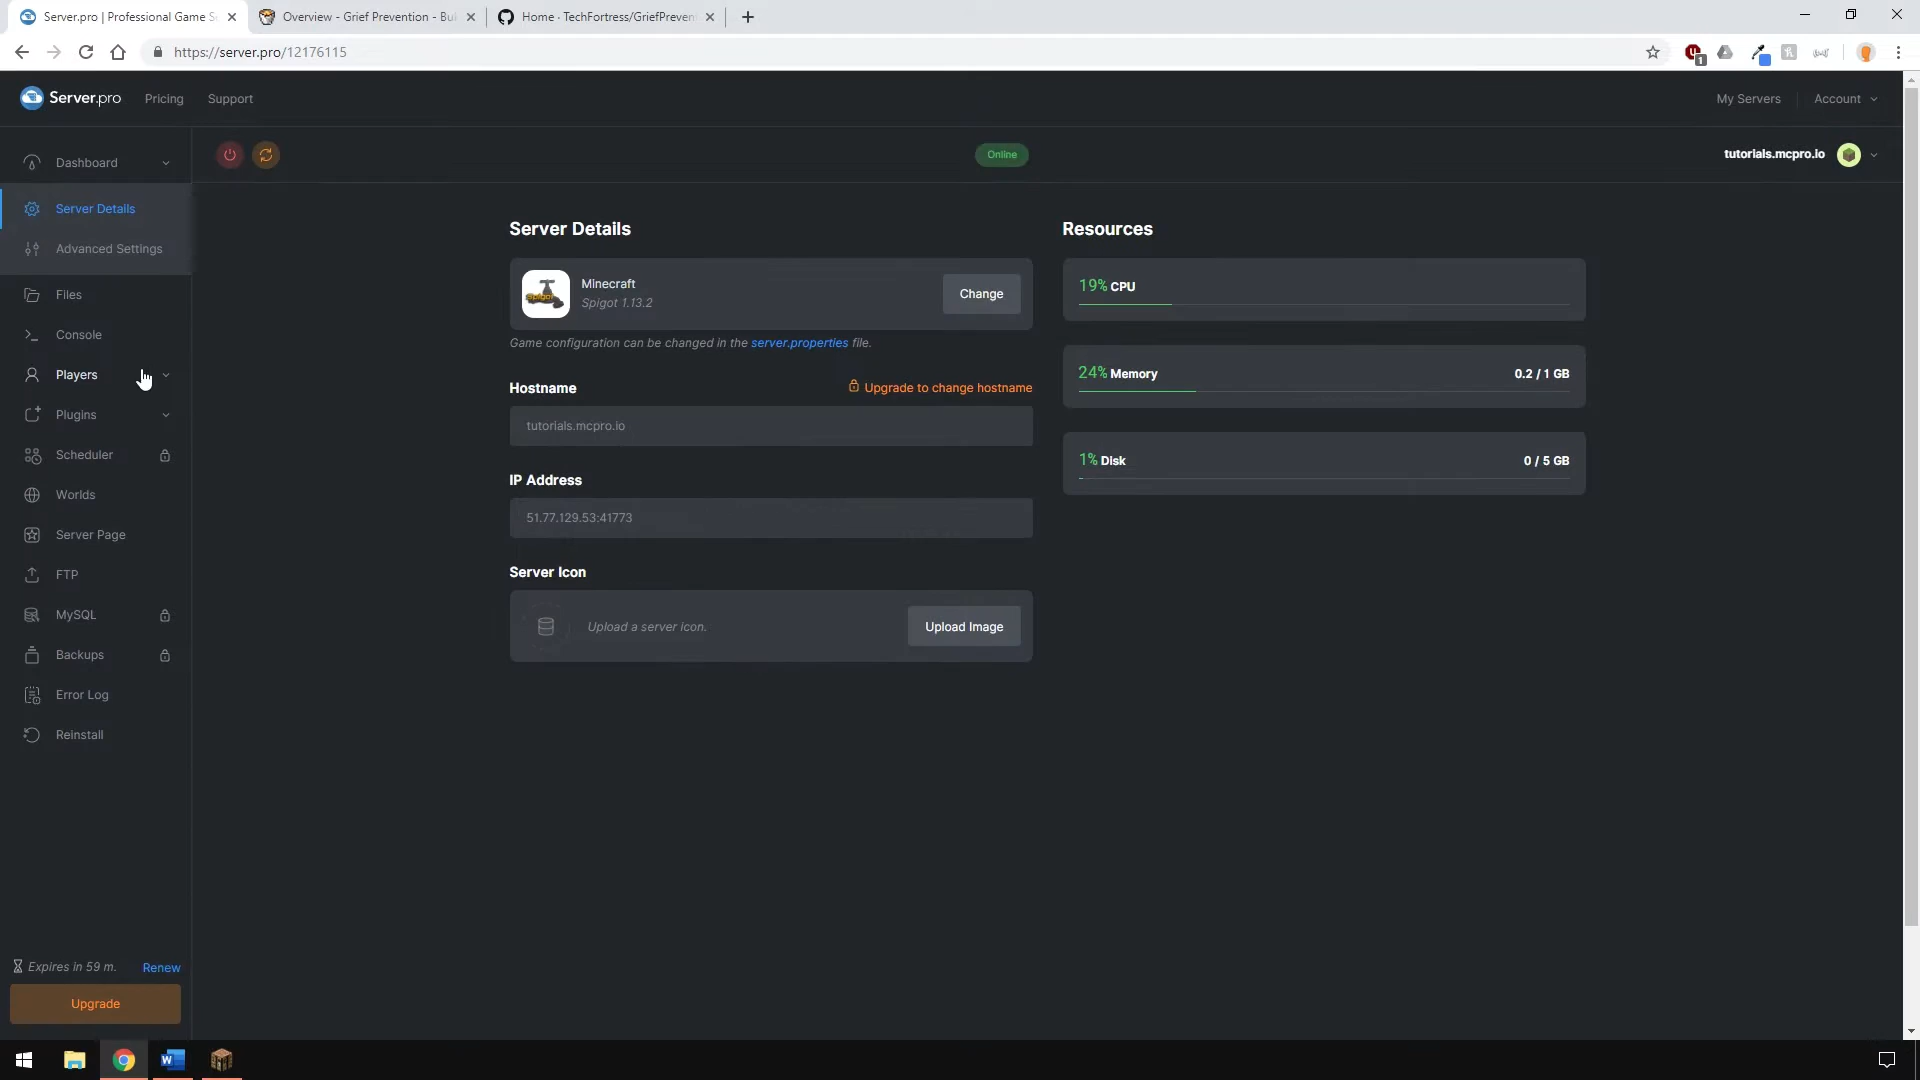 Server.pro | Professional Game S
Overview - Grief Prevention - Buk
Home · TechFortress/GriefPreven
https://server.pro/12176115
1
Server.pro
Pricing
Support
My Servers
Account
Online
tutorials.mcpro.io
Dashboard
Server Details
Advanced Settings
Files
Console
Players
Plugins
Scheduler
Worlds
Server Page
FTP
MySQL
Backups
Error Log
Reinstall
Expires in 59 m.
Renew
Upgrade
Server Details
Spigot
Minecraft
Spigot 1.13.2
Change
Game configuration can be changed in the server.properties file.
Hostname
Upgrade to change hostname
tutorials.mcpro.io
IP Address
51.77.129.53:41773
Server Icon
Upload a server icon.
Upload Image
Resources
19% CPU
24% Memory
0.2 / 1 GB
1% Disk
0 / 5 GB